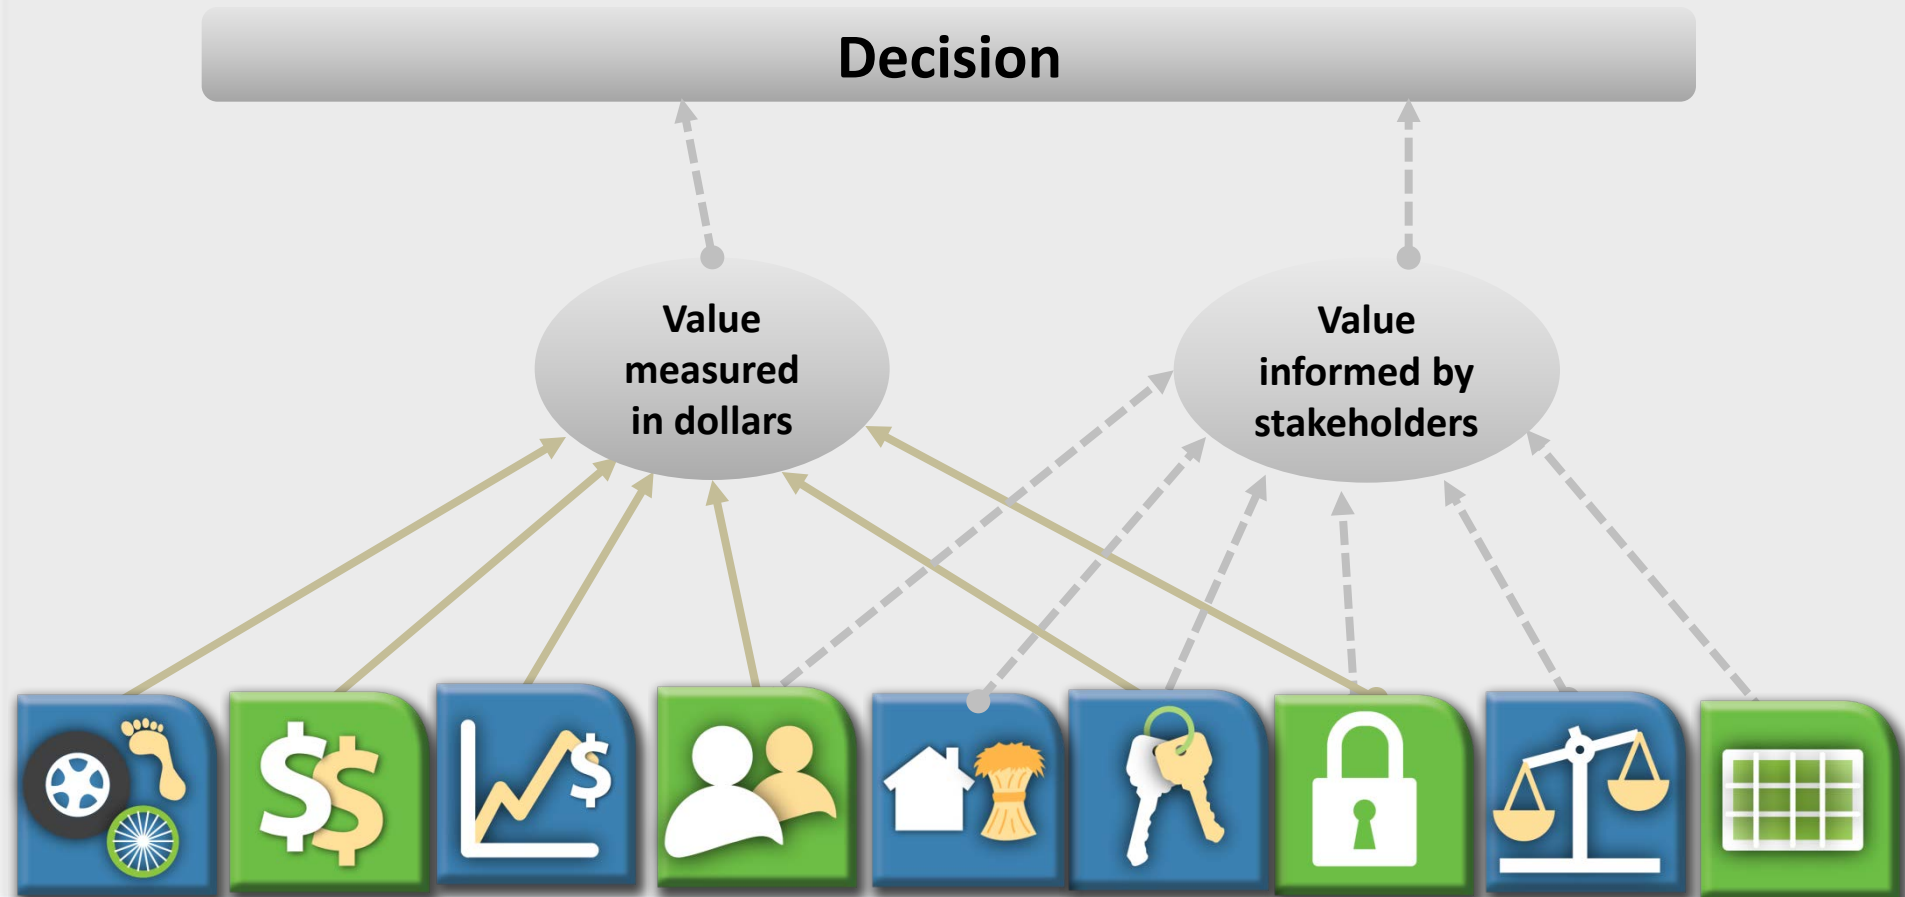 Decision
Value
measured
in dollars
Value
informed by
stakeholders
$$
$